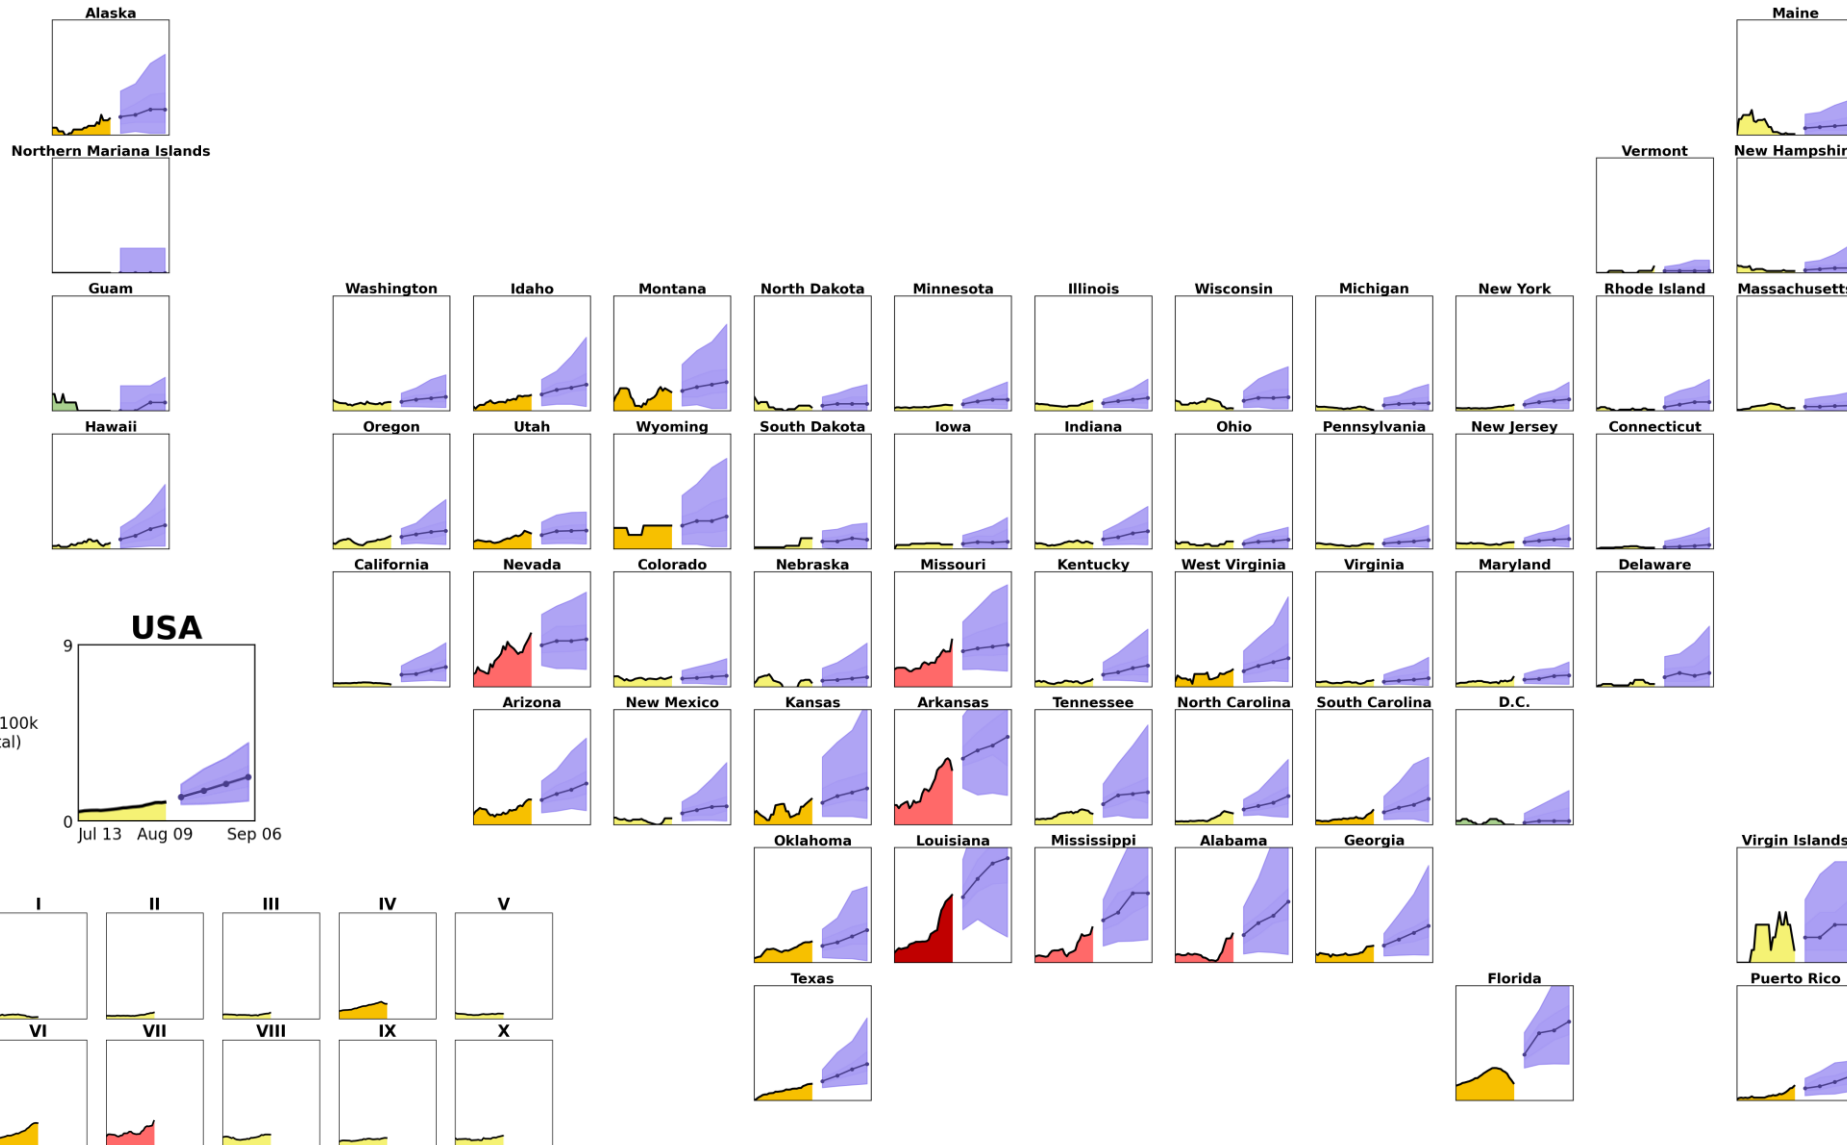 Alaska
Maine
Northern Mariana Islands
Vermont
New Hampshir
Guam
Washington
Idaho
Montana
North Dakota
Minnesota
Illinois
Wisconsin
Michigan
New York
Rhode Island
Massachusetts
Hawaii
Oregon
Utah
Wyoming
South Dakota
Iowa
Indiana
Ohio
Pennsylvania
New Jersey
Connecticut
California
Nevada
Colorado
Nebraska
Missouri
Kentucky
West Virginia
Virginia
Maryland
Delaware
USA
9
100k
tal)
0
Jul 13
Aug 09
Sep 06
Arizona
New Mexico
Kansas
Arkansas
Tennessee
North Carolina
South Carolina
D.C.
Oklahoma
Louisiana
Mississippi
Alabama
Georgia
Virgin Islands
I
II
III
IV
V
Texas
Florida
Puerto Rico
VI
VII
VIII
IX
X